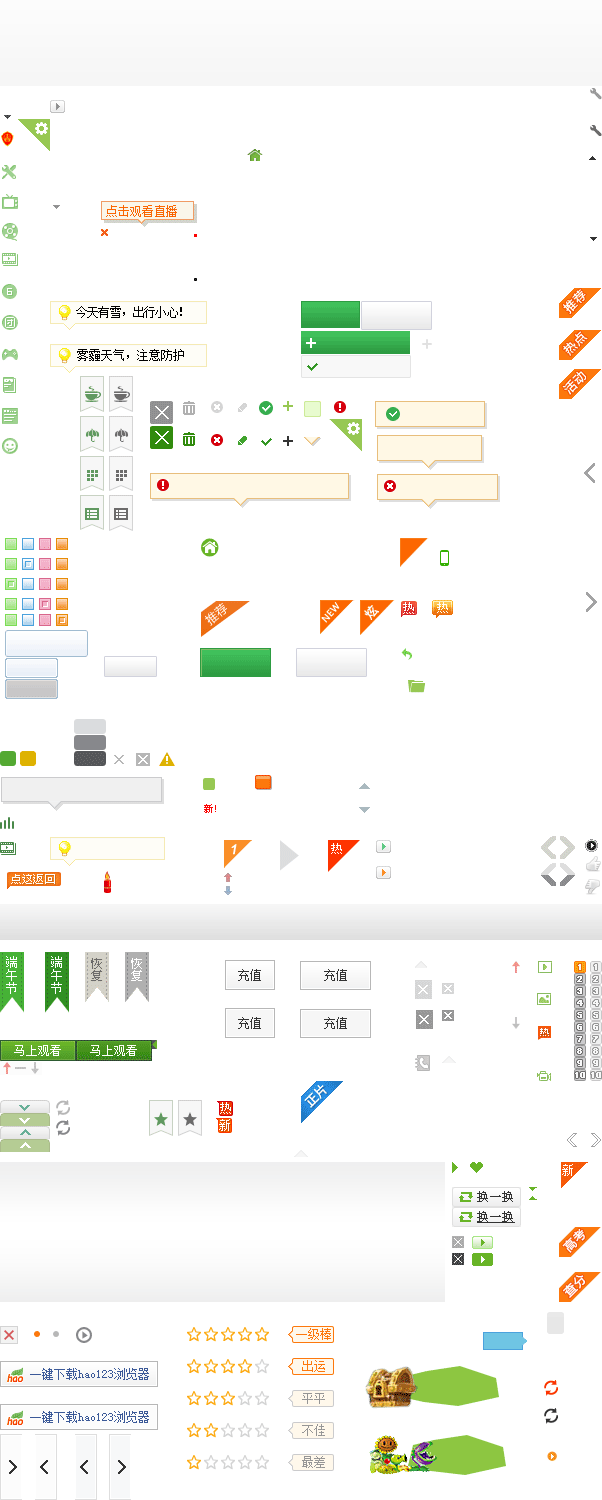 点击观看直播
推荐
今天有雪，出行小心！
热点
雾霾天气，注意防护
活动
6
团
推荐
NEW
炫
热
热
新!
1
热
点这返回
端午节
端午节
恢复
恢复
充值
充值
充值
充值
热
1
1
2
2
3
3
4
4
5
5
6
6
7
7
8
8
9
9
10
10
马上观看
马上观看
正片
热
新
新
换一换
换一换
高考
查分
一级棒
出运
平平
不佳
最差
hao
一键下载hao123浏览器
hao
一键下载hao123浏览器